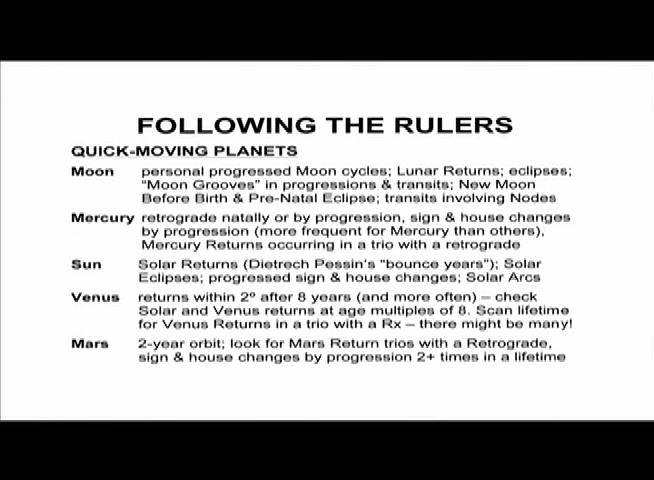 FOLLOWING THE RULERS
QUICK-MOVING PLANETS
Moon personal progressed Moon cycles; Lunar Returns; eclipses;
"Moon Grooves" in progressions & transits; New Moon
Before Birth & Pre-Natal Eclipse; transits involving Nodes
Mercury retrograde natally or by progression, sign & house changes
by progression (more frequent for Mercury than others),
Mercury Returns occurring in a trio with a retrograde
Sun Solar Returns (Dietrech Pessin's "bounce years"); Solar
Eclipses; progressed sign & house changes; Solar Arcs
Venus returns within 2º after 8 years (and more often) – check
Solar and Venus returns at age multiples of 8. Scan lifetime
for Venus Returns in a trio with a Rx – there might be many!
Mars 2-year orbit; look for Mars Return trios with a Retrograde,
sign & house changes by progression 2+ times in a lifetime